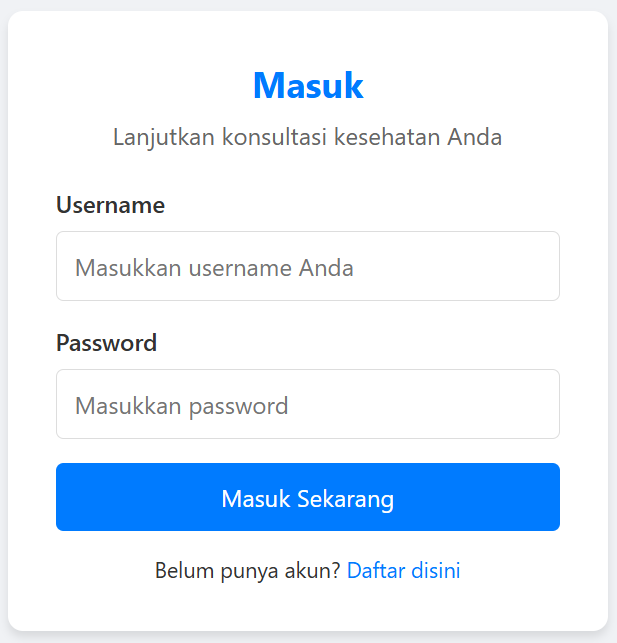 Masuk
Lanjutkan konsultasi kesehatan Anda
Username
Masukkan username Anda
Password
Masukkan password
Masuk Sekarang
Belum punya akun? Daftar disini